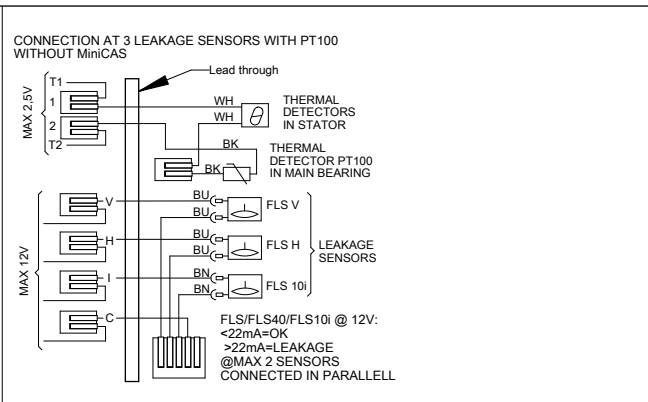 CONNECTION AT 3 LEAKAGE SENSORS WITH PT100
WITHOUT MiniCAS
Lead through
MAX 2,5V
T1
1
2
T2
WH
WH
THERMAL
DETECTORS
IN STATOR
BK
BK
THERMAL
DETECTOR PT100
IN MAIN BEARING
MAX 12V
V
BU
BU
FLS V
H
BU
BU
FLS H
I
BN
BN
FLS 10i
LEAKAGE
SENSORS
C
FLS/FLS40/FLS10i @ 12V:
<22mA=OK
>22mA=LEAKAGE
@MAX 2 SENSORS
CONNECTED IN PARALLELL